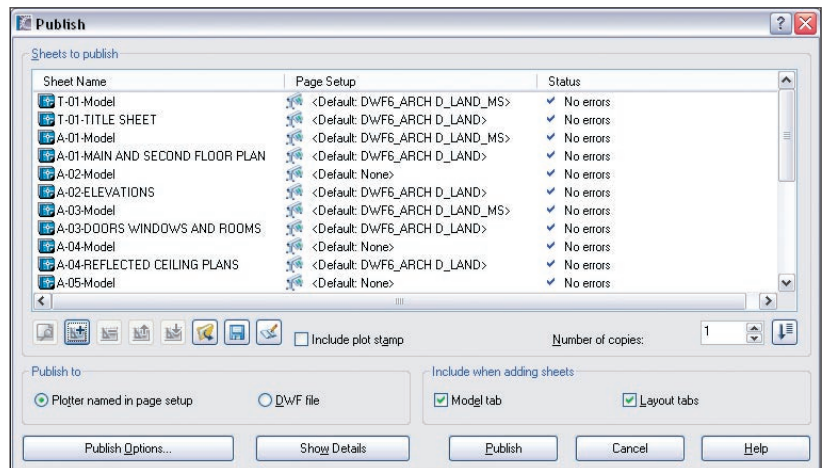 Publish
Sheets to publish
Sheet Name Page Setup Status
T-01-Model <Default: DWF6_ARCH D_LAND_MS> No errors
T-01-TITLE SHEET <Default: DWF6_ARCH D_LAND> No errors
A-01-Model <Default: DWF6_ARCH D_LAND_MS> No errors
A-01-MAIN AND SECOND FLOOR PLAN <Default: DWF6_ARCH D_LAND> No errors
A-02-Model <Default: None> No errors
A-02-ELEVATIONS <Default: DWF6_ARCH D_LAND> No errors
A-03-Model <Default: DWF6_ARCH D_LAND_MS> No errors
A-03-DOORS WINDOWS AND ROOMS <Default: DWF6_ARCH D_LAND> No errors
A-04-Model <Default: None> No errors
A-04-REFLECTED CEILING PLANS <Default: DWF6_ARCH D_LAND> No errors
A-05-Model <Default: None> No errors
Include plot stamp Number of copies: 1
Publish to Include when adding sheets
Plotter named in page setup DWF file Model tab Layout tabs
Publish Options... Show Details Publish Cancel Help